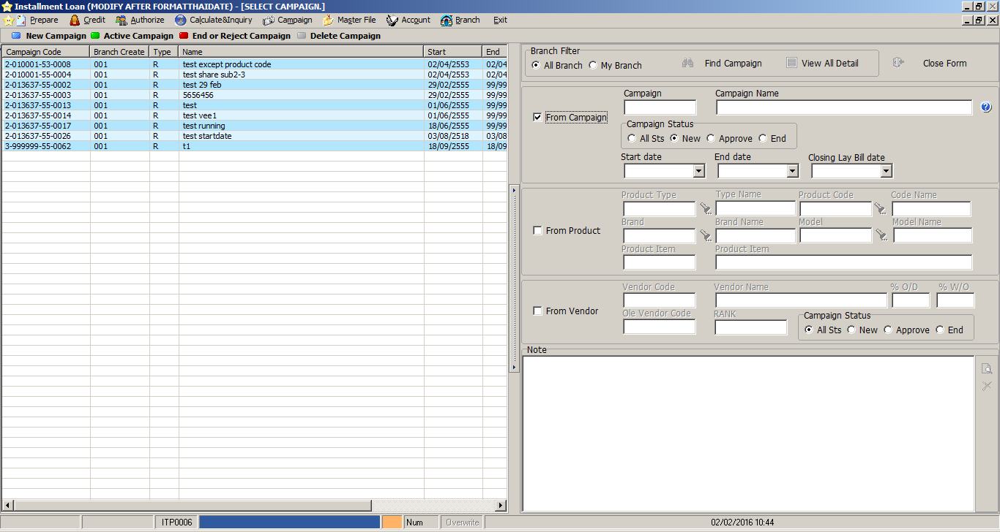 Installment Loan (MODIFY AFTER FORMATTHAIDATE) - [SELECT CAMPAIGN.]
Prepare Credit Authorize Calculate&Inquiry Campaign Master File Account Branch Exit
New Campaign Active Campaign End or Reject Campaign Delete Campaign
Campaign Code Branch Create Type Name Start End
2-010001-53-0008 001 R test except product code 02/04/2553 02/04
2-010001-55-0004 001 R test share sub2-3 02/04/2553 02/04
2-013637-55-0002 001 R test 29 feb 29/02/2555 99/99
2-013637-55-0003 001 R 5656456 29/02/2555 99/99
2-013637-55-0013 001 R test 01/06/2555 99/99
2-013637-55-0014 001 R test vee1 01/06/2555 99/99
2-013637-55-0017 001 R test running 18/06/2555 99/99
2-013637-55-0026 001 R test startdate 03/08/2518 03/08
3-999999-55-0062 001 R t1 18/09/2555 18/09
Branch Filter
All Branch My Branch Find Campaign View All Detail Close Form
Campaign Campaign Name
From Campaign
Campaign Status
All Sts New Approve End
Start date End date Closing Lay Bill date
Product Type Type Name Product Code Code Name
Brand Brand Name Model Model Name
From Product
Product Item Product Item
Vendor Code Vendor Name % O/D % W/O
From Vendor
Ole Vendor Code RANK Campaign Status
All Sts New Approve End
Note
ITP0006 Num Overwrite 02/02/2016 10:44